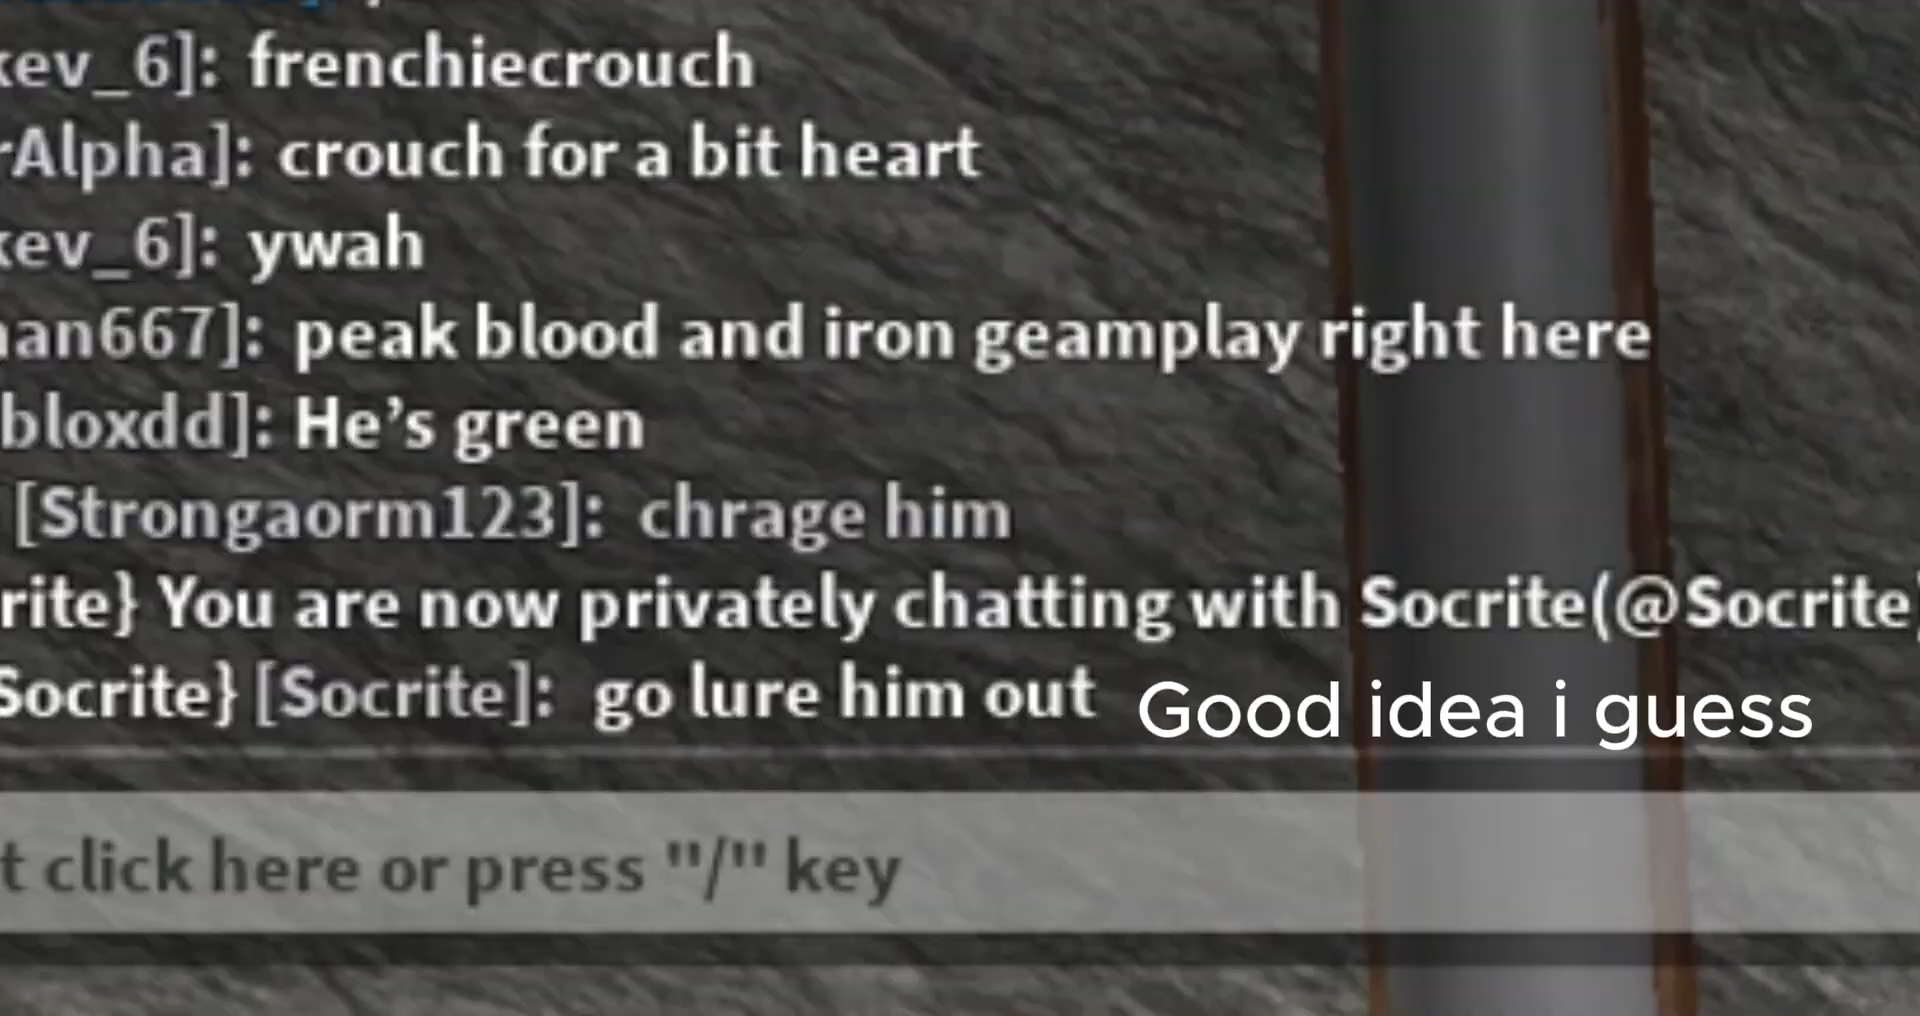 kev_6]: frenchiecrouch
rAlpha]: crouch for a bit heart
kev_6]: ywah
nan667]: peak blood and iron geamplay right here
bloxdd]: He’s green
[Strongaorm123]: chrage him
rite} You are now privately chatting with Socrite(@Socrite)
Socrite} [Socrite]: go lure him out
Good idea i guess
t click here or press "/" key